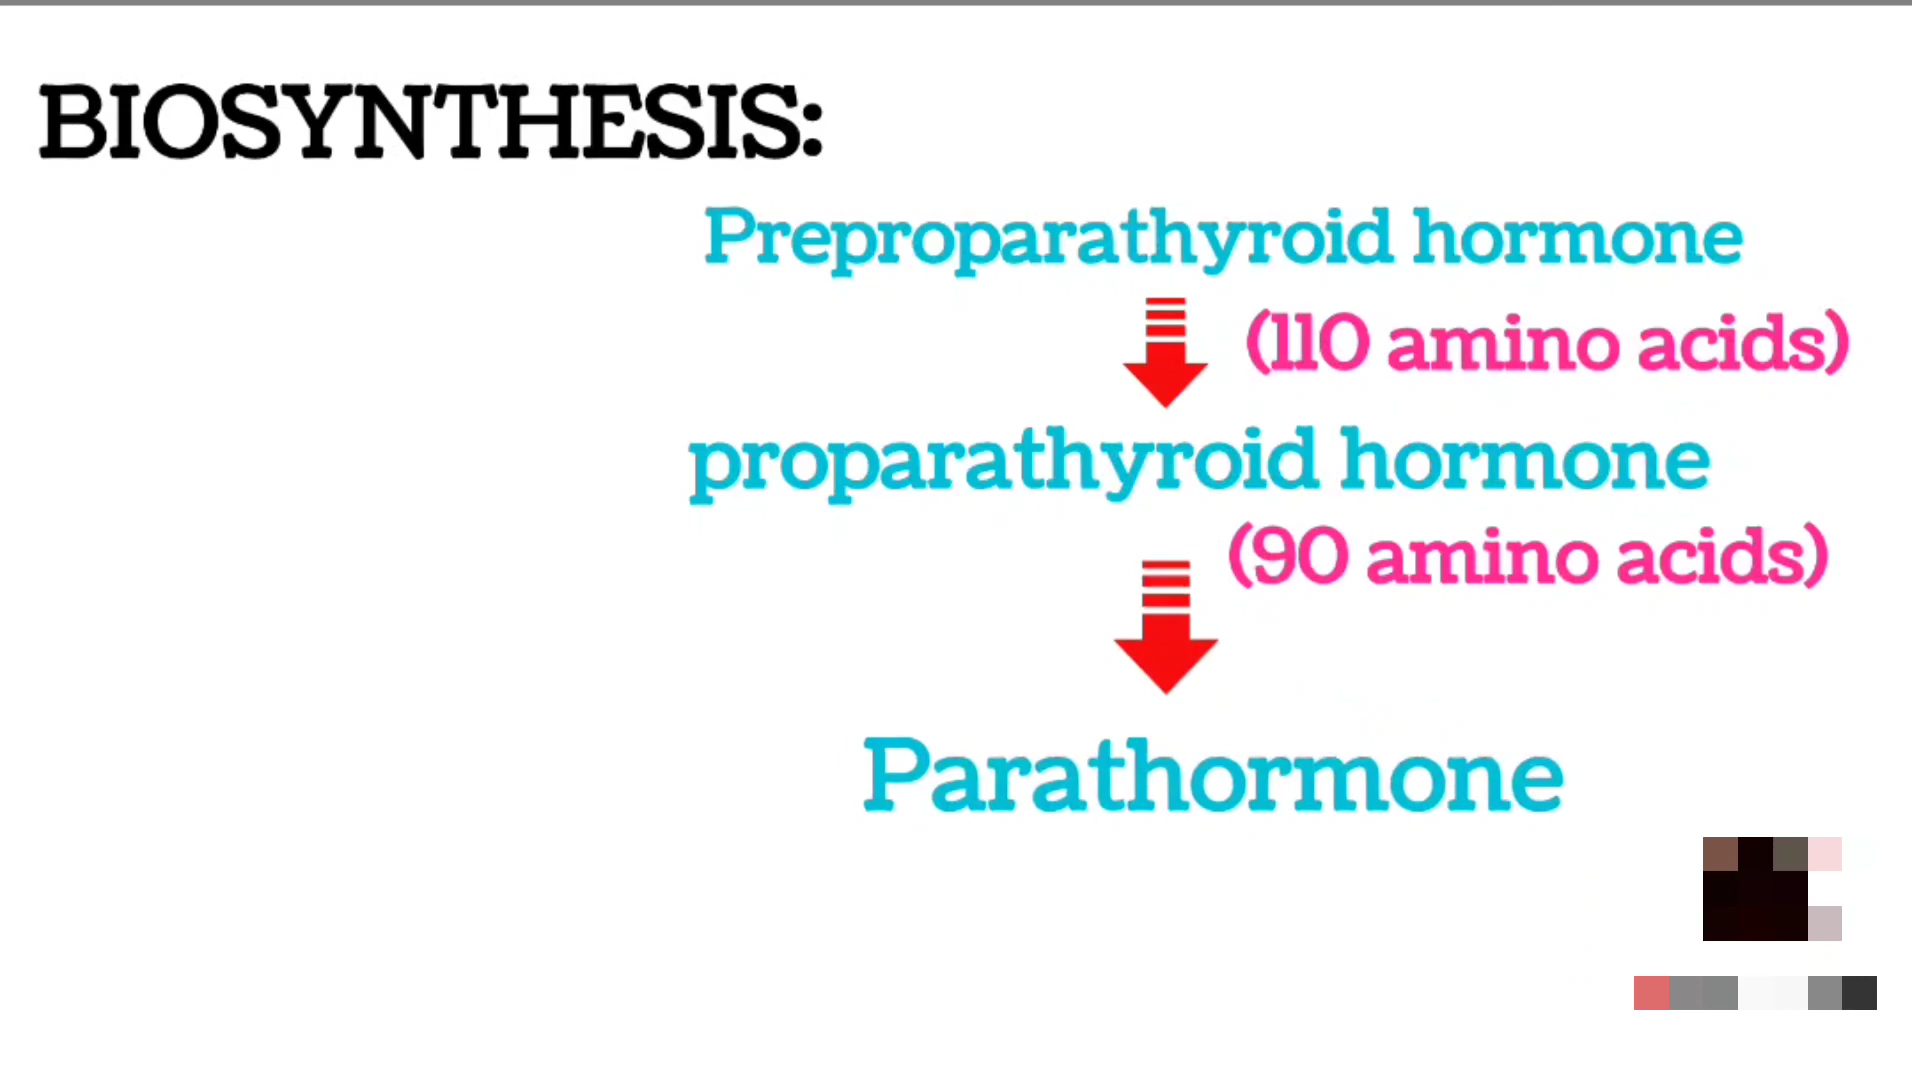 BIOSYNTHESIS:
Preproparathyroid hormone
(110 amino acids)
proparathyroid hormone
(90 amino acids)
Parathormone